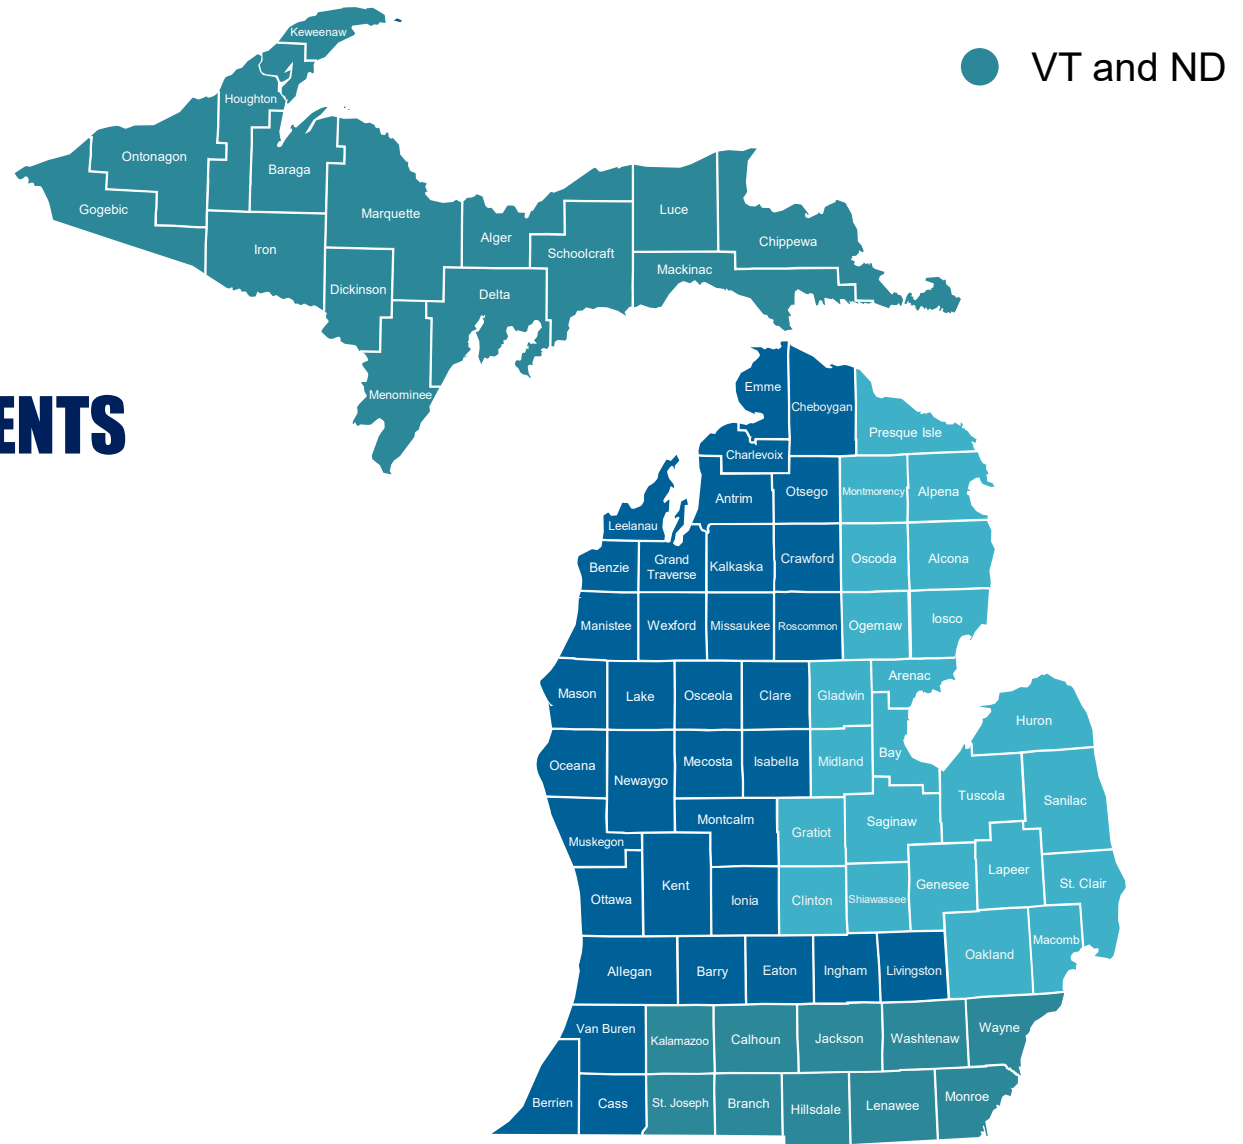 Keweenaw
VT and ND
Houghton
Ontonagon
Baraga
Gogebic
Marquette
Luce
Alger
Chippewa
Iron
Schoolcraft
Mackinac
Dickinson
Delta
Menominee
ENTS
Emme
Cheboygan
Presque Isle
Charlevoix
Antrim
Otsego
Montmorency
Alpena
Leelanau
Benzie
Grand
Traverse
Kalkaska
Crawford
Oscoda
Alcona
Manistee
Wexford
Missaukee
Roscommon
Ogemaw
Iosco
Arenac
Mason
Lake
Osceola
Clare
Gladwin
Huron
Oceana
Newaygo
Mecosta
Isabella
Midland
Bay
Tuscola
Sanilac
Montcalm
Gratiot
Saginaw
Muskegon
Lapeer
St. Clair
Ottawa
Kent
Ionia
Clinton
Shiawassee
Genesee
Macomb
Oakland
Allegan
Barry
Eaton
Ingham
Livingston
Van Buren
Kalamazoo
Calhoun
Jackson
Washtenaw
Wayne
Berrien
Cass
St. Joseph
Branch
Hillsdale
Lenawee
Monroe